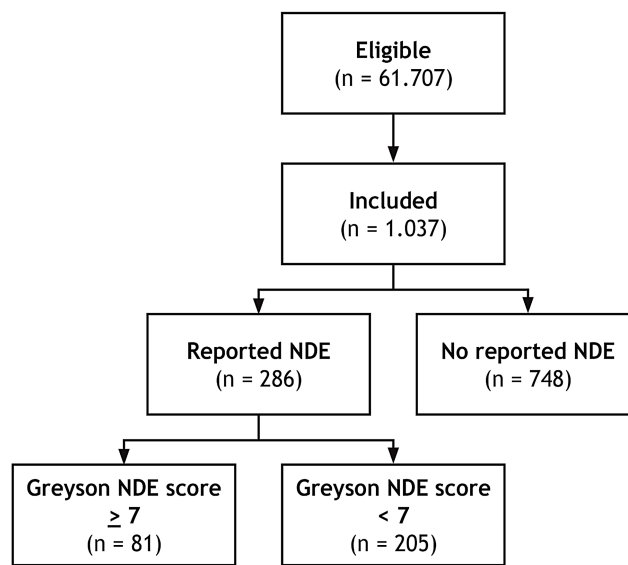 Eligible
(n = 61.707)
Included
(n = 1.037)
Reported NDE
(n = 286)
No reported NDE
(n = 748)
Greyson NDE score
≥ 7
(n = 81)
Greyson NDE score
< 7
(n = 205)